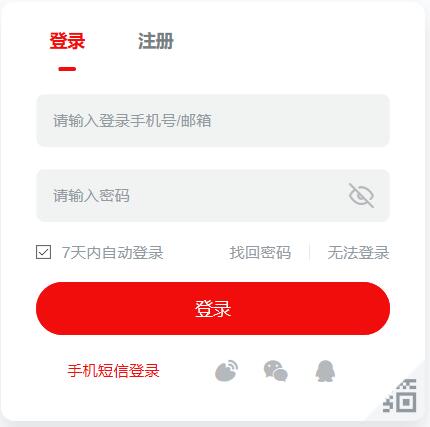 登录 注册
请输入登录手机号/邮箱
请输入密码
7天内自动登录 找回密码 无法登录
登录
手机短信登录